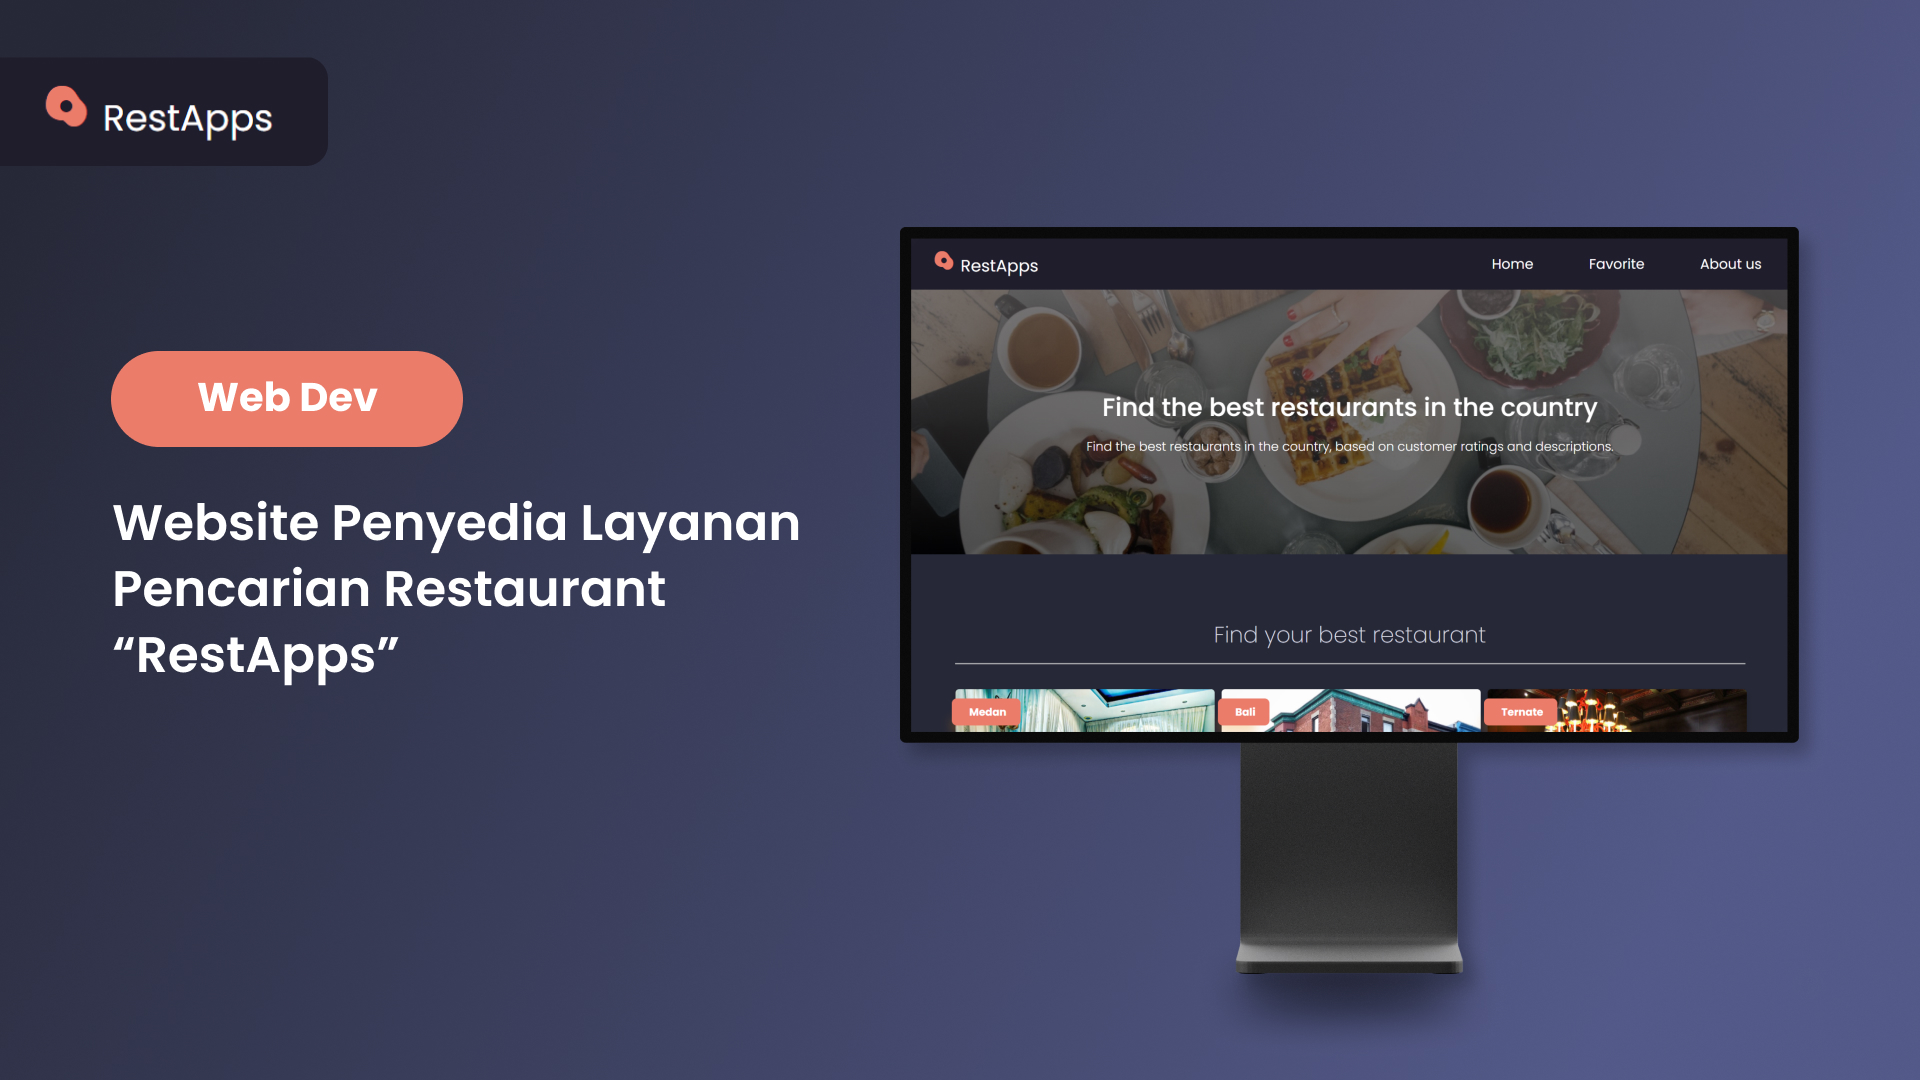 RestApps
Web Dev
Website Penyedia Layanan
Pencarian Restaurant
“RestApps”
RestApps
Home
Favorite
About us
Find the best restaurants in the country
Find the best restaurants in the country, based on customer ratings and descriptions.
Find your best restaurant
Medan
Bali
Ternate